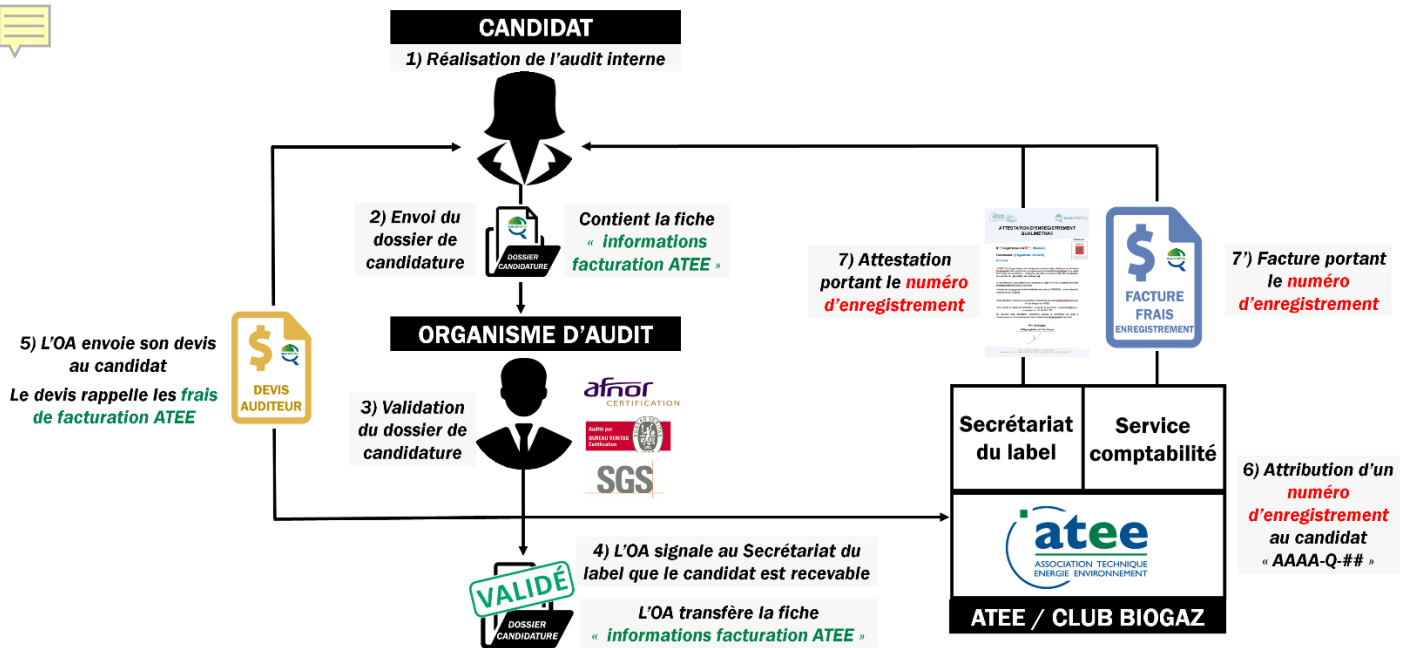 CANDIDAT
1) Réalisation de l'audit interne
2) Envoi du
dossier de
candidature
DOSSIER
CANDIDATURE
Contient la fiche
« informations
facturation ATEE »
ORGANISME D'AUDIT
3) Validation
du dossier de
candidature
afnor
CERTIFICATION
Audité par
BUREAU VERITAS
Certification
SGS
5) L'OA envoie son devis
au candidat
Le devis rappelle les frais
de facturation ATEE
$
DEVIS
AUDITEUR
VALIDÉ
DOSSIER
CANDIDATURE
4) L'OA signale au Secrétariat du
label que le candidat est recevable
L'OA transfère la fiche
« informations facturation ATEE »
7) Attestation
portant le numéro
d'enregistrement
atee
ATTESTATION D'ENREGISTREMENT
$
FACTURE
FRAIS
ENREGISTREMENT
7') Facture portant
le numéro
d'enregistrement
Secrétariat
du label
Service
comptabilité
atee
ASSOCIATION TECHNIQUE
ENERGIE ENVIRONNEMENT
ATEE / CLUB BIOGAZ
6) Attribution d'un
numéro
d'enregistrement
au candidat
« AAAA-Q-## »